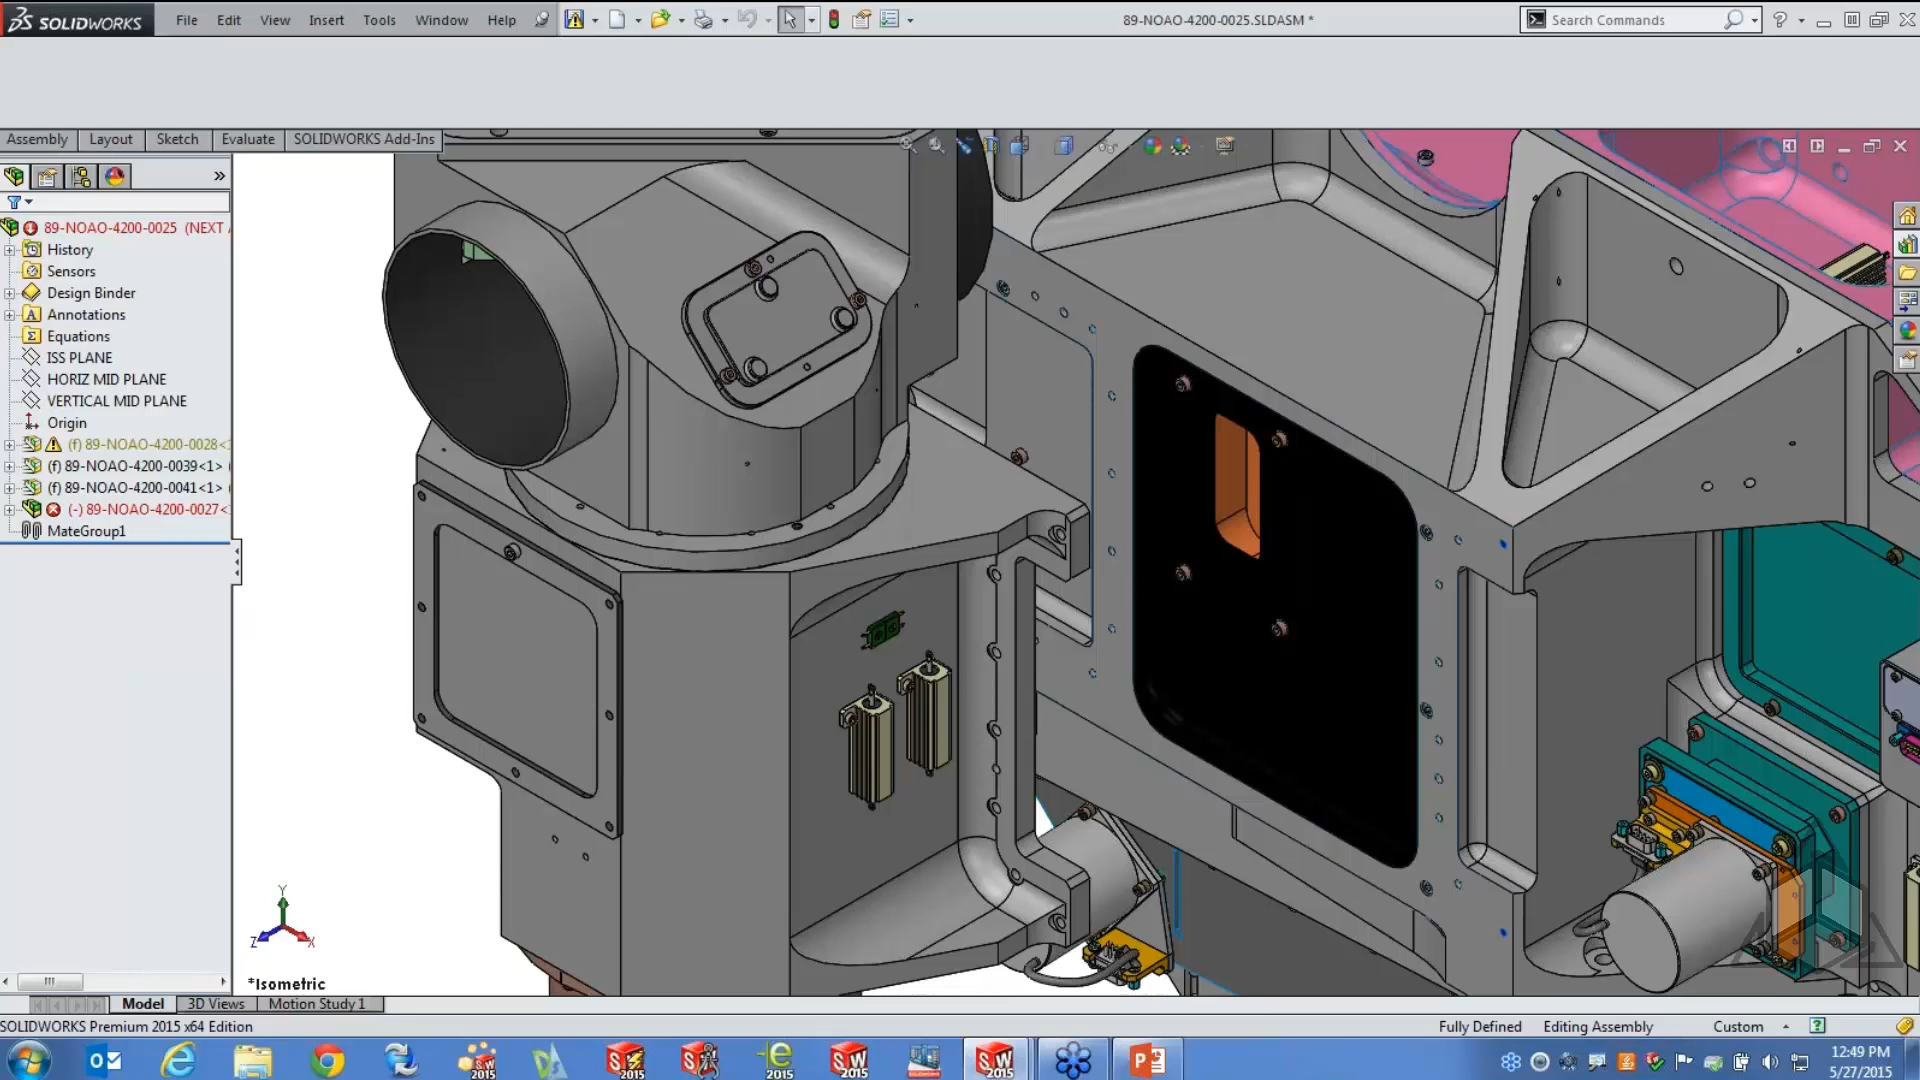 SOLIDWORKS
File Edit View Insert Tools Window Help
89-NOAO-4200-0025.SLDASM *
Search Commands
Assembly Layout Sketch Evaluate SOLIDWORKS Add-Ins
89-NOAO-4200-0025 (NEXT
History
Sensors
Design Binder
Annotations
Equations
ISS PLANE
HORIZ MID PLANE
VERTICAL MID PLANE
Origin
(f) 89-NOAO-4200-0028<
(f) 89-NOAO-4200-0039<1> (
(f) 89-NOAO-4200-0041<1> (
(-) 89-NOAO-4200-0027<
MateGroup1
Y
Z X
*Isometric
Model 3D Views Motion Study 1
SOLIDWORKS Premium 2015 x64 Edition
Fully Defined Editing Assembly Custom
12:49 PM
5/27/2015